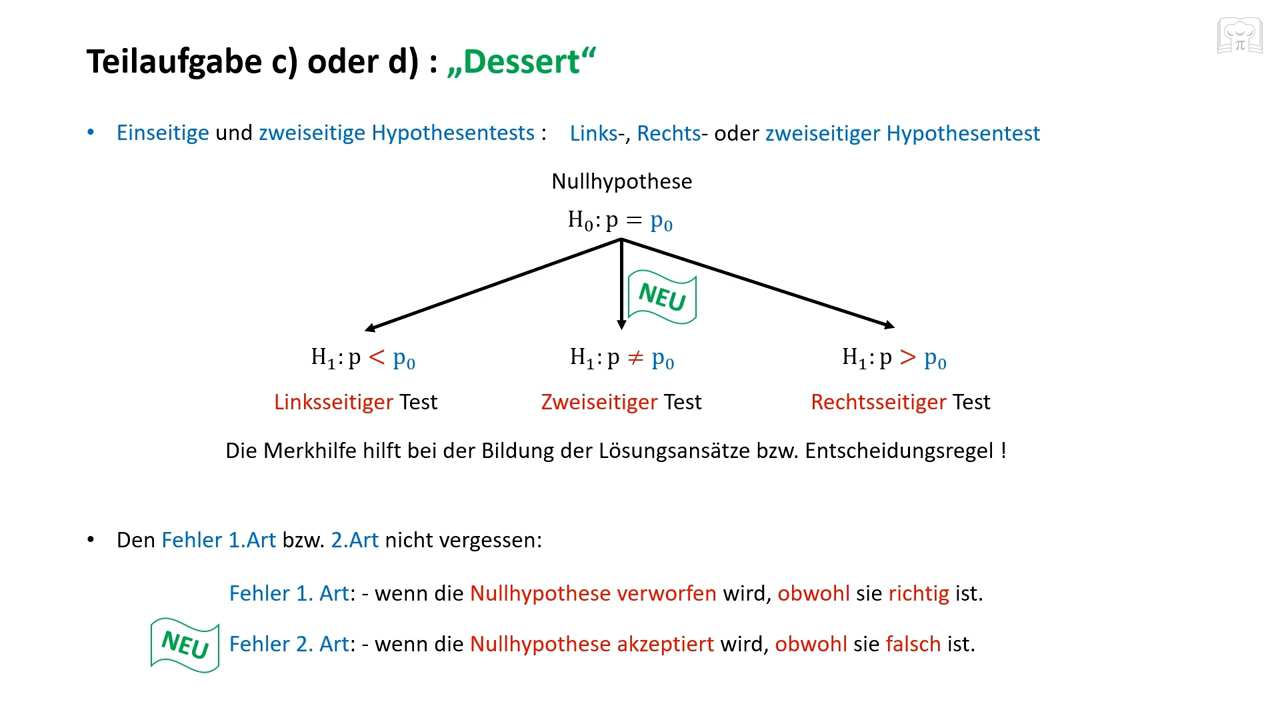 Teilaufgabe c) oder d) : „Dessert“
• Einseitige und zweiseitige Hypothesentests : Links-, Rechts- oder zweiseitiger Hypothesentest
Nullhypothese
H₀: p = p₀
NEU
H₁: p < p₀ H₁: p ≠ p₀ H₁: p > p₀
Linksseitiger Test Zweiseitiger Test Rechtsseitiger Test
Die Merkhilfe hilft bei der Bildung der Lösungsansätze bzw. Entscheidungsregel !
• Den Fehler 1.Art bzw. 2.Art nicht vergessen:
Fehler 1. Art: - wenn die Nullhypothese verworfen wird, obwohl sie richtig ist.
NEU Fehler 2. Art: - wenn die Nullhypothese akzeptiert wird, obwohl sie falsch ist.
π